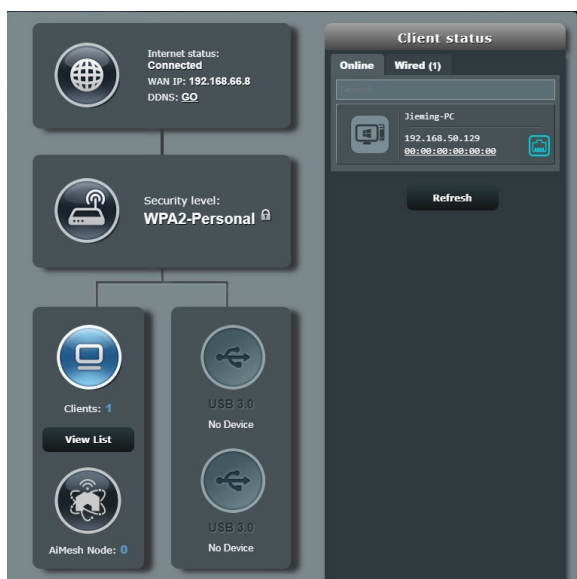 Internet status:
Connected
WAN IP: 192.168.66.8
DDNS: GO
Security level:
WPA2-Personal
Clients: 1
View List
AiMesh Node: 0
USB 3.0
No Device
USB 3.0
No Device
Client status
Online Wired (1)
Search
Jieming-PC
192.168.50.129
00:00:00:00:00:00
Refresh